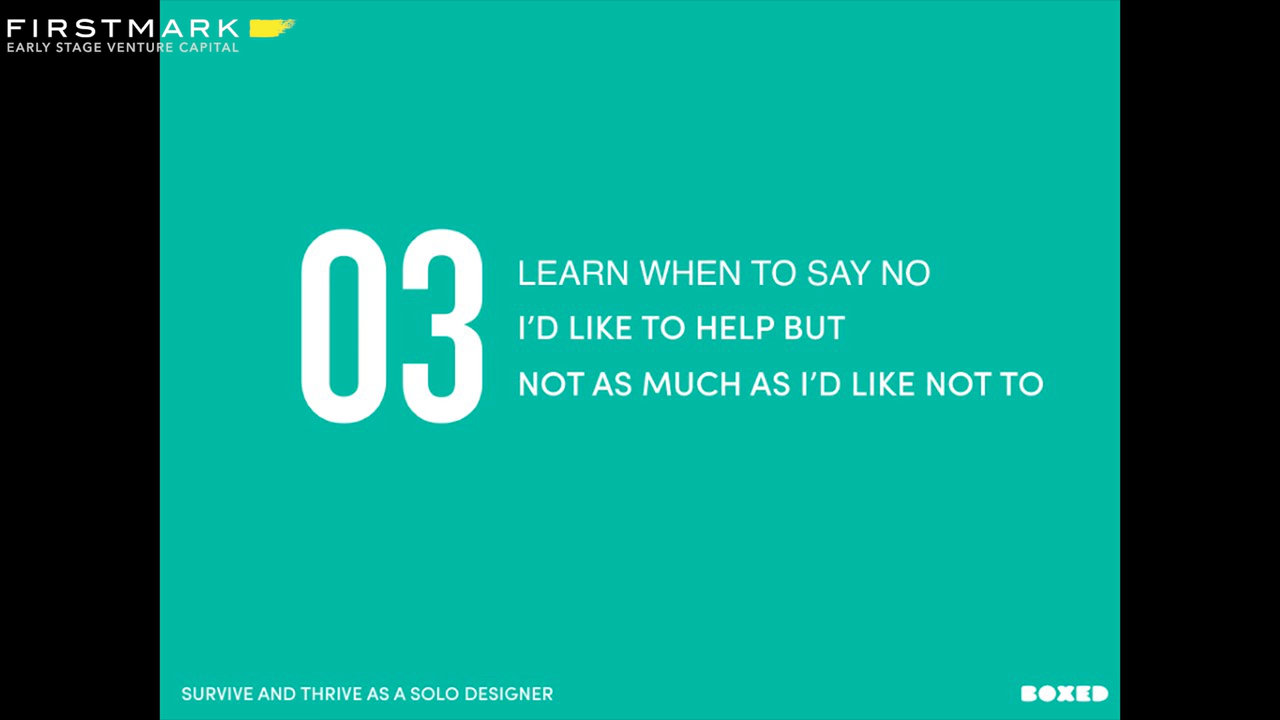 FIRSTMARK
EARLY STAGE VENTURE CAPITAL
03
LEARN WHEN TO SAY NO
I’D LIKE TO HELP BUT
NOT AS MUCH AS I’D LIKE NOT TO
SURVIVE AND THRIVE AS A SOLO DESIGNER
BOXED